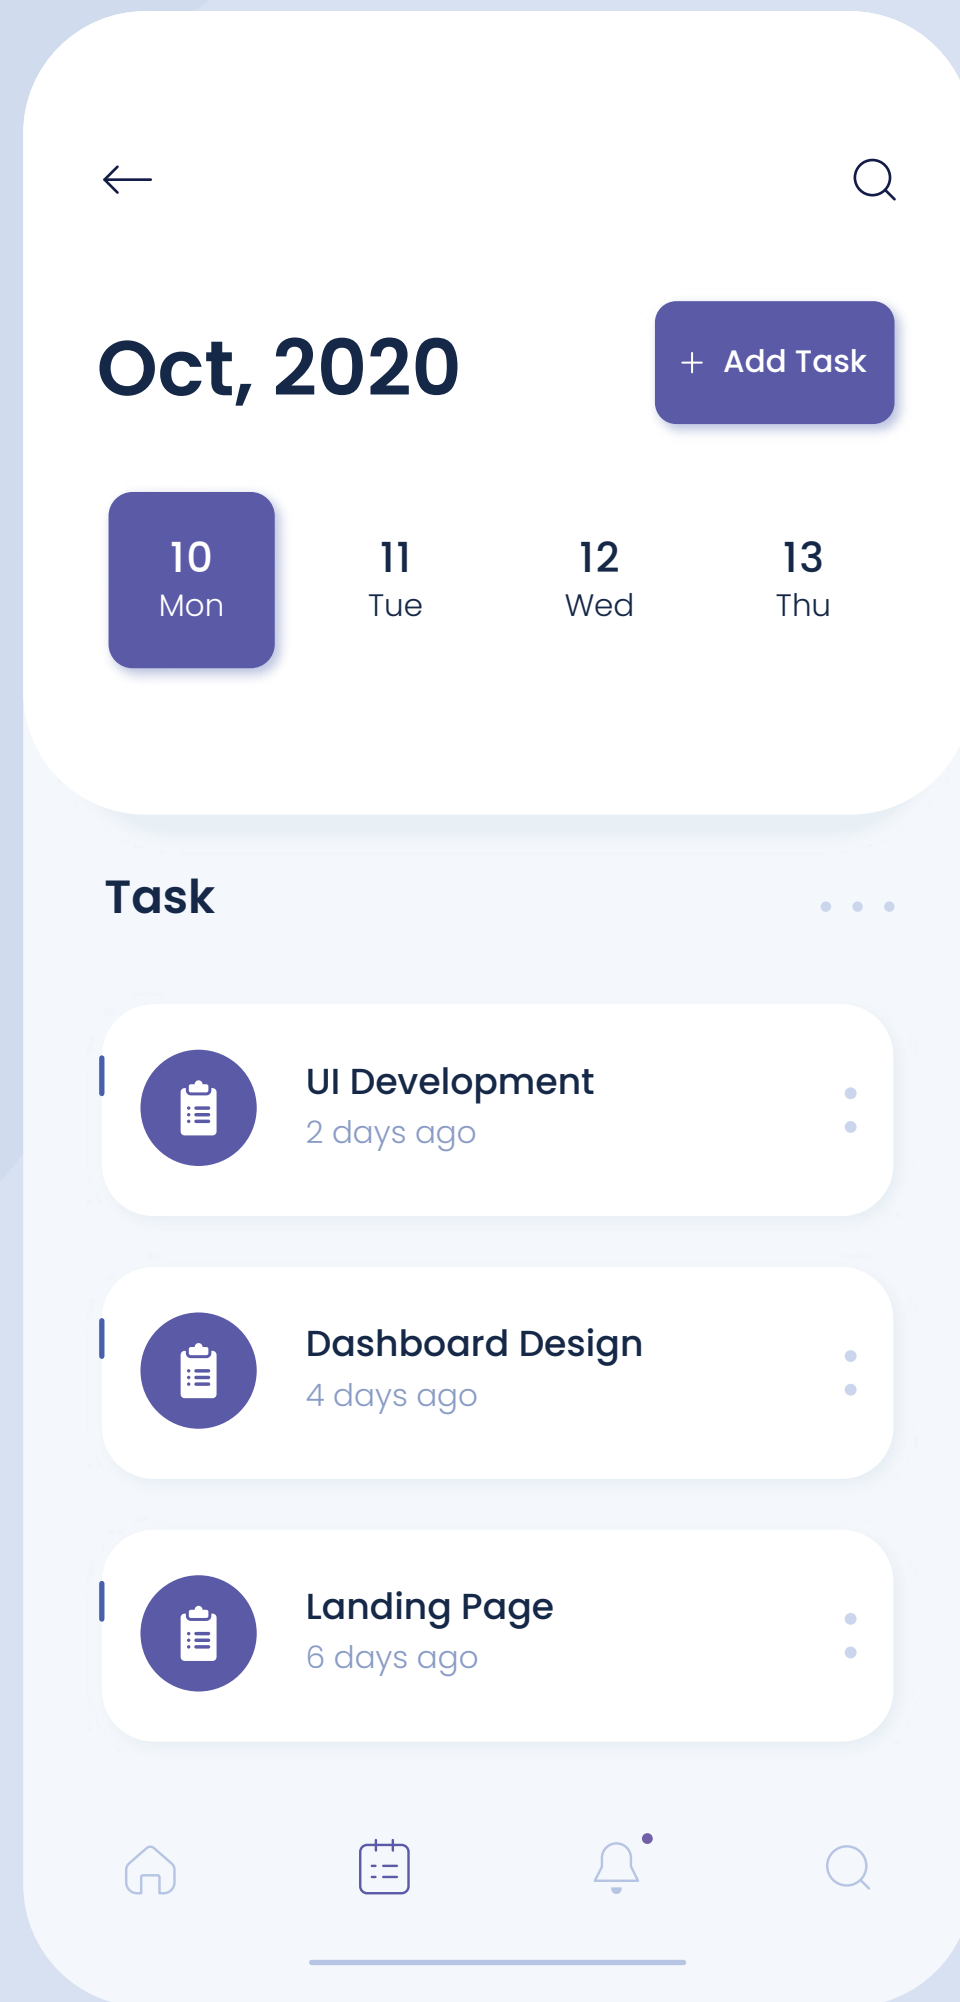 Oct, 2020
+ Add Task
10 11 12 13
Mon Tue Wed Thu
Task
UI Development
2 days ago
Dashboard Design
4 days ago
Landing Page
6 days ago